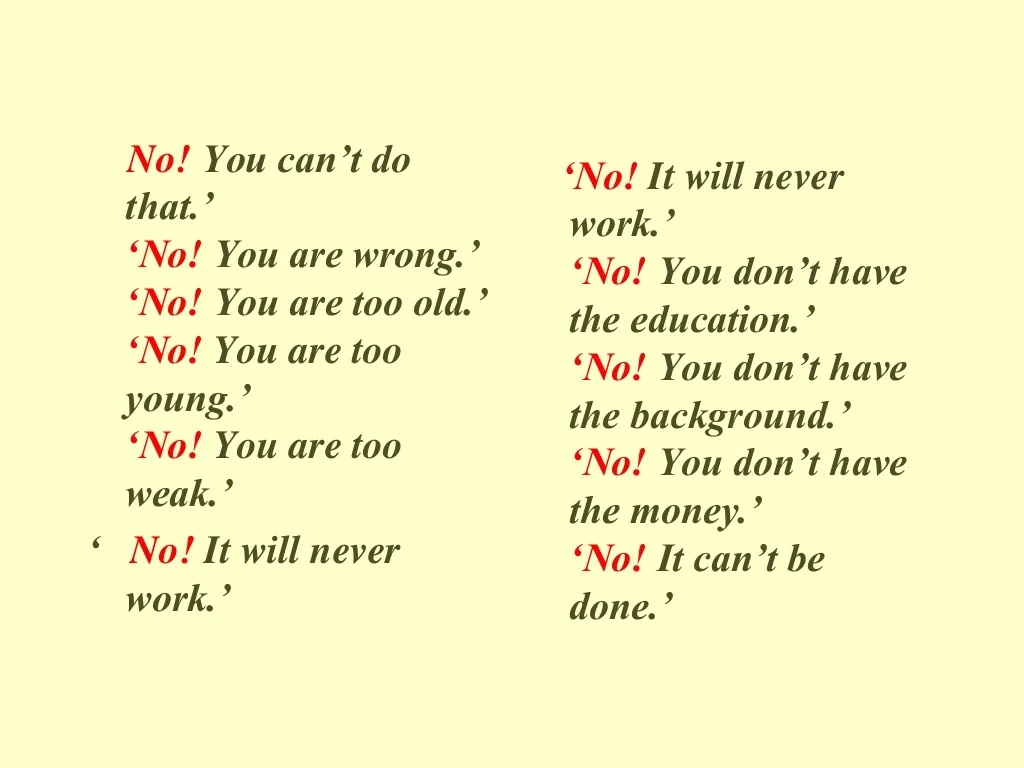 No! You can’t do
that.’
‘No! You are wrong.’
‘No! You are too old.’
‘No! You are too
young.’
‘No! You are too
weak.’
‘ No! It will never
work.’
‘No! It will never
work.’
‘No! You don’t have
the education.’
‘No! You don’t have
the background.’
‘No! You don’t have
the money.’
‘No! It can’t be
done.’